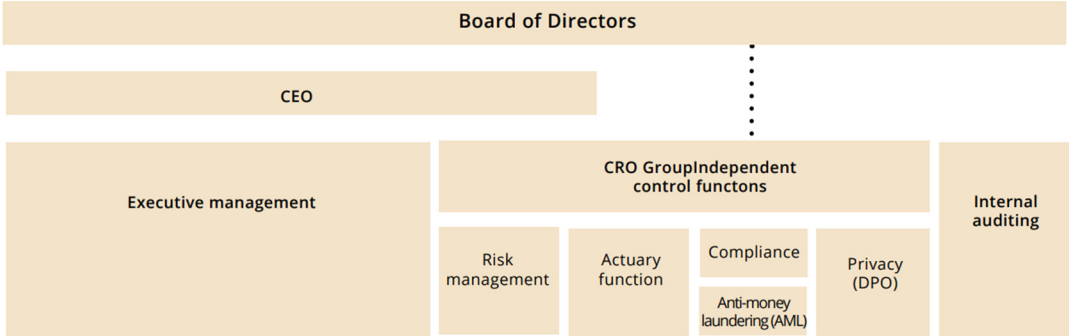 Board of Directors
CEO
Executive management
CRO GroupIndependent
control functons
Internal
auditing
Risk
management
Actuary
function
Compliance
Anti-money
laundering (AML)
Privacy
(DPO)